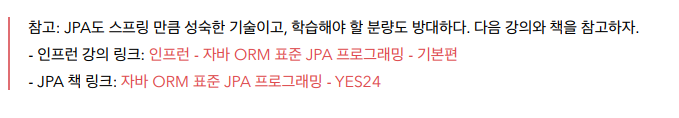 참고: JPA도 스프링 만큼 성숙한 기술이고, 학습해야 할 분량도 방대하다. 다음 강의와 책을 참고하자.
- 인프런 강의 링크: 인프런 - 자바 ORM 표준 JPA 프로그래밍 - 기본편
- JPA 책 링크: 자바 ORM 표준 JPA 프로그래밍 - YES24